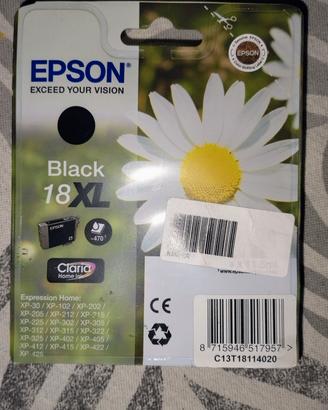 EPSON
EXCEED YOUR VISION
EPSON
Black
18XL
EPSON
~470
Claria
Home Ink
Expression Home:
XP-30 / XP-102 / XP-202 /
XP-205 / XP-212 / XP-215 /
XP-225 / XP-302 / XP-305
XP-312 / XP-315 / XP-322
XP-325 / XP-402 / XP-405
XP-412 / XP-415 / XP-422 /
XP-425
CE
8 715946 517957 >
C13T18114020